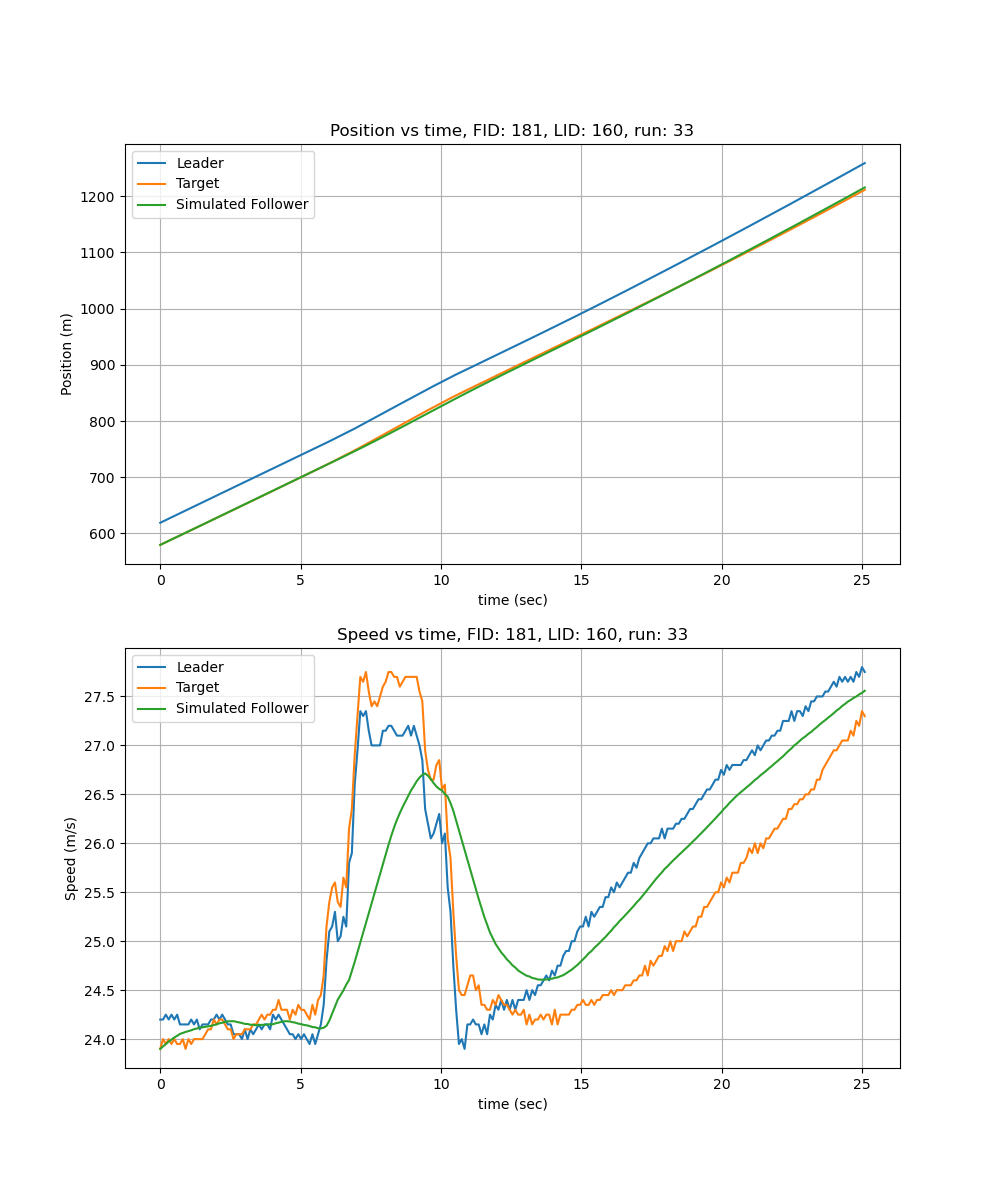 Position vs time, FID: 181, LID: 160, run: 33
Leader
Target
Simulated Follower
1200
1100
1000
900
800
700
600
Position (m)
0 5 10 15 20 25
time (sec)
Speed vs time, FID: 181, LID: 160, run: 33
Leader
Target
Simulated Follower
27.5
27.0
26.5
26.0
25.5
25.0
24.5
24.0
Speed (m/s)
0 5 10 15 20 25
time (sec)